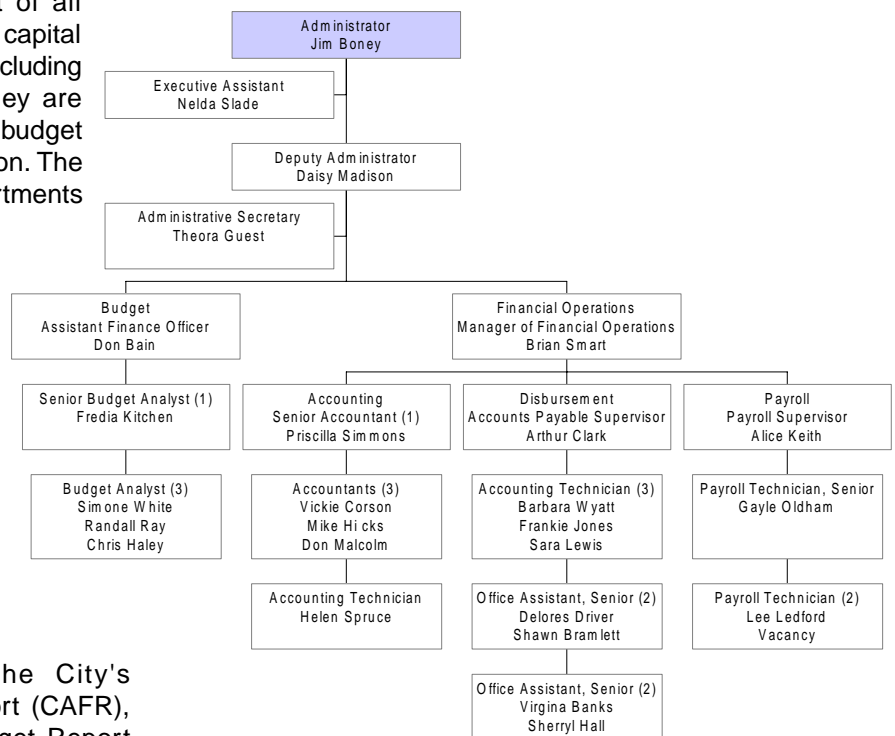 t of all
capital
cluding
ey are
budget
on. The
rtments
Administrator
Jim Boney
Executive Assistant
Nelda Slade
Deputy Administrator
Daisy Madison
Administrative Secretary
Theora Guest
Budget
Assistant Finance Officer
Don Bain
Financial Operations
Manager of Financial Operations
Brian Smart
Senior Budget Analyst (1)
Fredia Kitchen
Accounting
Senior Accountant (1)
Priscilla Simmons
Disbursement
Accounts Payable Supervisor
Arthur Clark
Payroll
Payroll Supervisor
Alice Keith
Budget Analyst (3)
Simone White
Randall Ray
Chris Haley
Accountants (3)
Vickie Corson
Mike Hicks
Don Malcolm
Accounting Technician (3)
Barbara Wyatt
Frankie Jones
Sara Lewis
Payroll Technician, Senior
Gayle Oldham
Accounting Technician
Helen Spruce
Office Assistant, Senior (2)
Delores Driver
Shawn Bramlett
Payroll Technician (2)
Lee Ledford
Vacancy
Office Assistant, Senior (2)
Virgina Banks
Sherryl Hall
he City's
rt (CAFR),
get Report